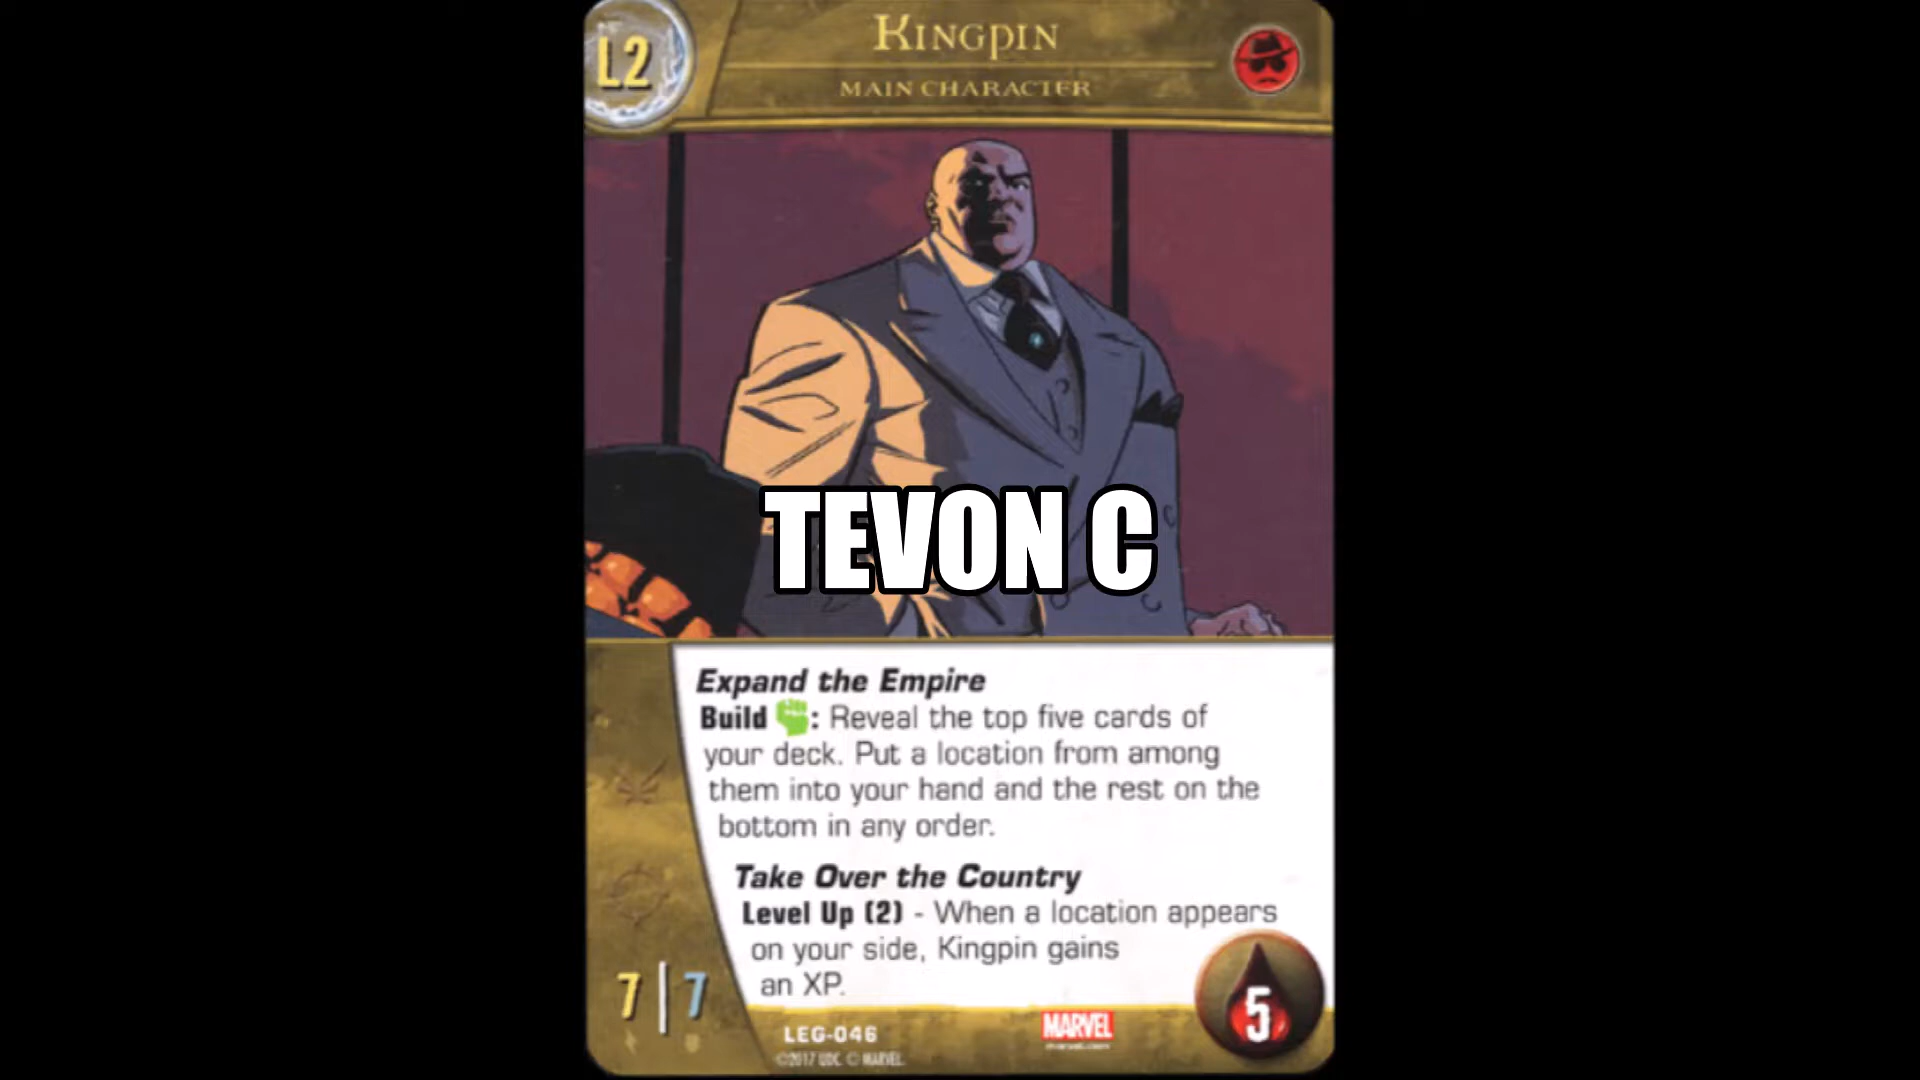 L2
KINGPIN
MAIN CHARACTER
TEVON C
Expand the Empire
Build : Reveal the top five cards of
your deck. Put a location from among
them into your hand and the rest on the
bottom in any order.
Take Over the Country
Level Up (2) - When a location appears
on your side, Kingpin gains
an XP.
7 | 7
5
LEG-046
MARVEL
©2017 UDC. © MARVEL.